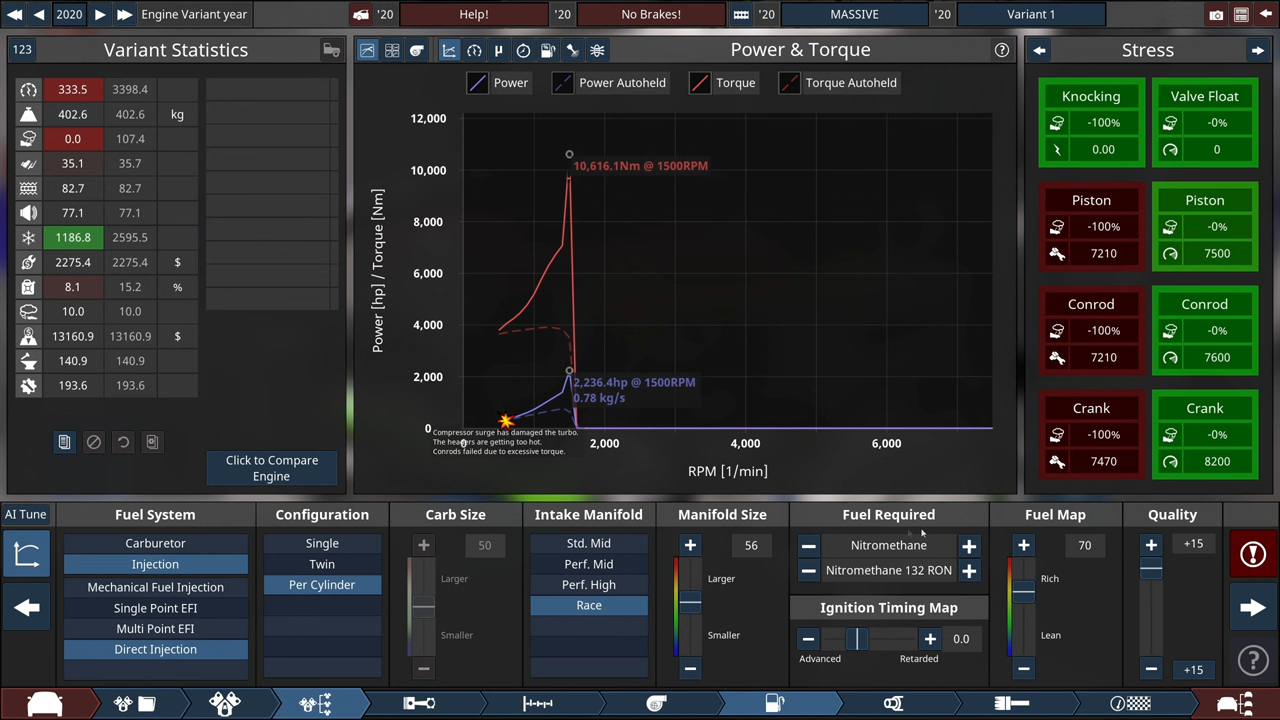 2020
Engine Variant year
'20
Help!
'20
No Brakes!
'20
MASSIVE
'20
Variant 1
123
Variant Statistics
333.5 3398.4
402.6 402.6 kg
0.0 107.4
35.1 35.7
82.7 82.7
77.1 77.1
1186.8 2595.5
2275.4 2275.4 $
8.1 15.2 %
10.0 10.0
13160.9 13160.9 $
140.9 140.9
193.6 193.6
Click to Compare
Engine
Power & Torque
Power
Power Autoheld
Torque
Torque Autoheld
Power [hp] / Torque [Nm]
12,000
10,000
8,000
6,000
4,000
2,000
0
10,616.1Nm @ 1500RPM
2,236.4hp @ 1500RPM
0.78 kg/s
Compressor surge has damaged the turbo.
The headers are getting too hot.
Conrods failed due to excessive torque.
0 2,000 4,000 6,000
RPM [1/min]
Stress
Knocking
-100%
0.00
Valve Float
-0%
0
Piston
-100%
7210
Piston
-0%
7500
Conrod
-100%
7210
Conrod
-0%
7600
Crank
-100%
7470
Crank
-0%
8200
AI Tune
Fuel System
Carburetor
Injection
Mechanical Fuel Injection
Single Point EFI
Multi Point EFI
Direct Injection
Configuration
Single
Twin
Per Cylinder
Carb Size
50
Larger
Smaller
Intake Manifold
Std. Mid
Perf. Mid
Perf. High
Race
Manifold Size
56
Larger
Smaller
Fuel Required
Nitromethane
Nitromethane 132 RON
Ignition Timing Map
0.0
Advanced
Retarded
Fuel Map
70
Rich
Lean
Quality
+15
+15